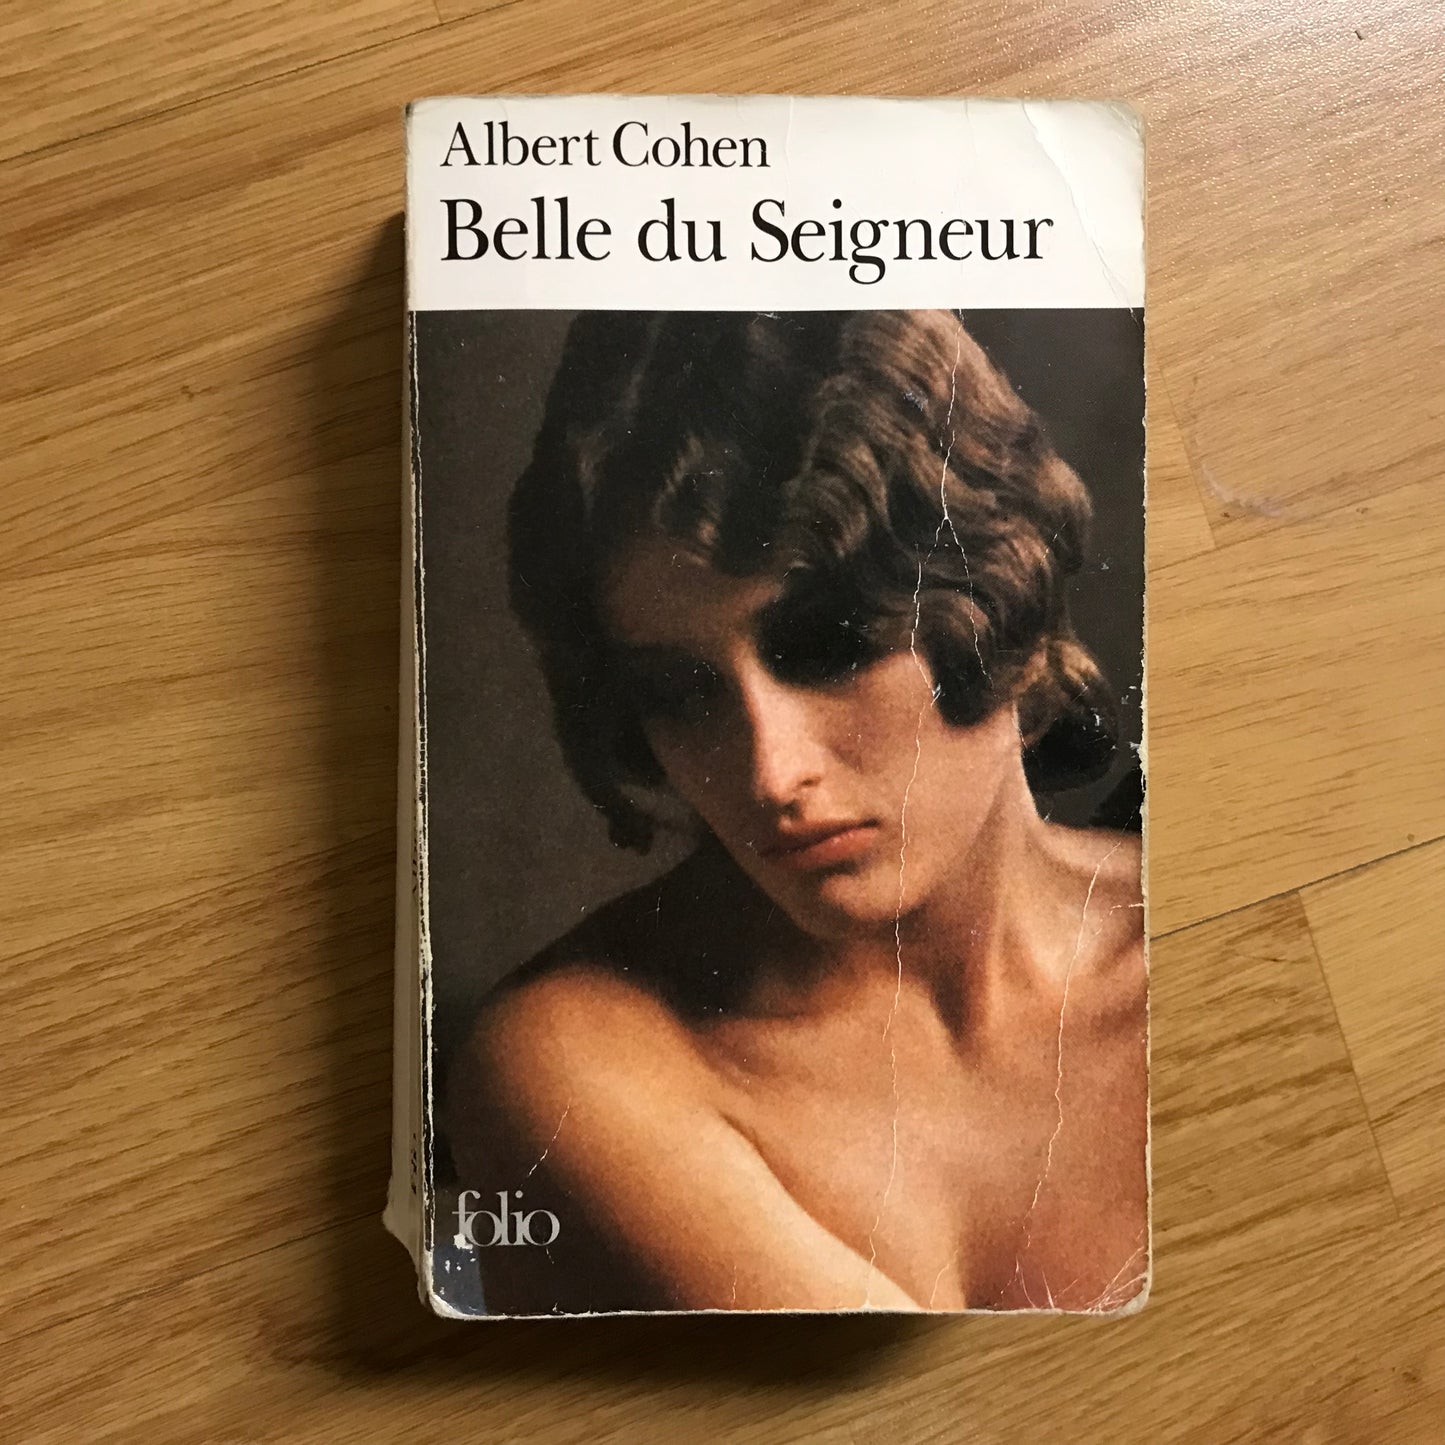 Albert Cohen
Belle du Seigneur
folio